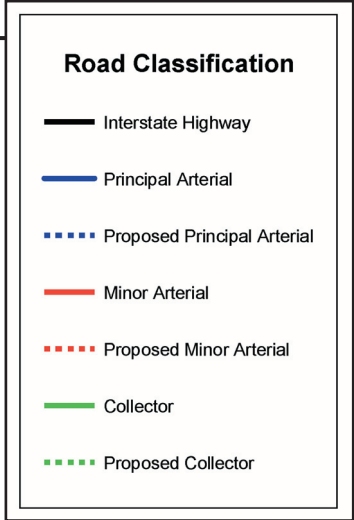 Road Classification
Interstate Highway
Principal Arterial
Proposed Principal Arterial
Minor Arterial
Proposed Minor Arterial
Collector
Proposed Collector